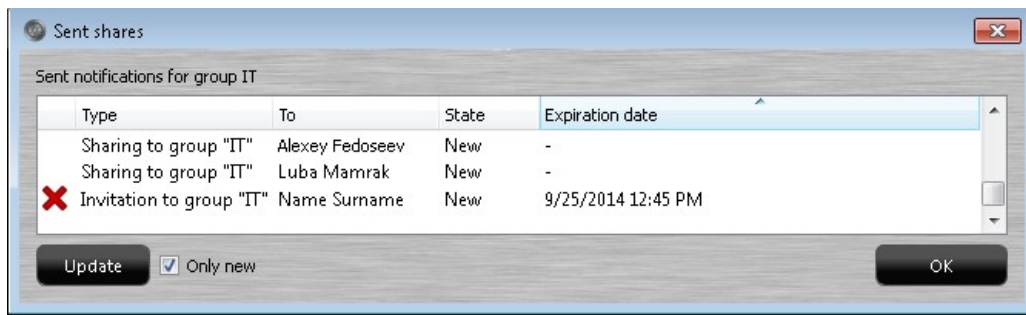 Sent shares
Sent notifications for group IT
Type To State Expiration date
Sharing to group "IT" Alexey Fedoseev New -
Sharing to group "IT" Luba Mamrak New -
Invitation to group "IT" Name Surname New 9/25/2014 12:45 PM
Update Only new OK